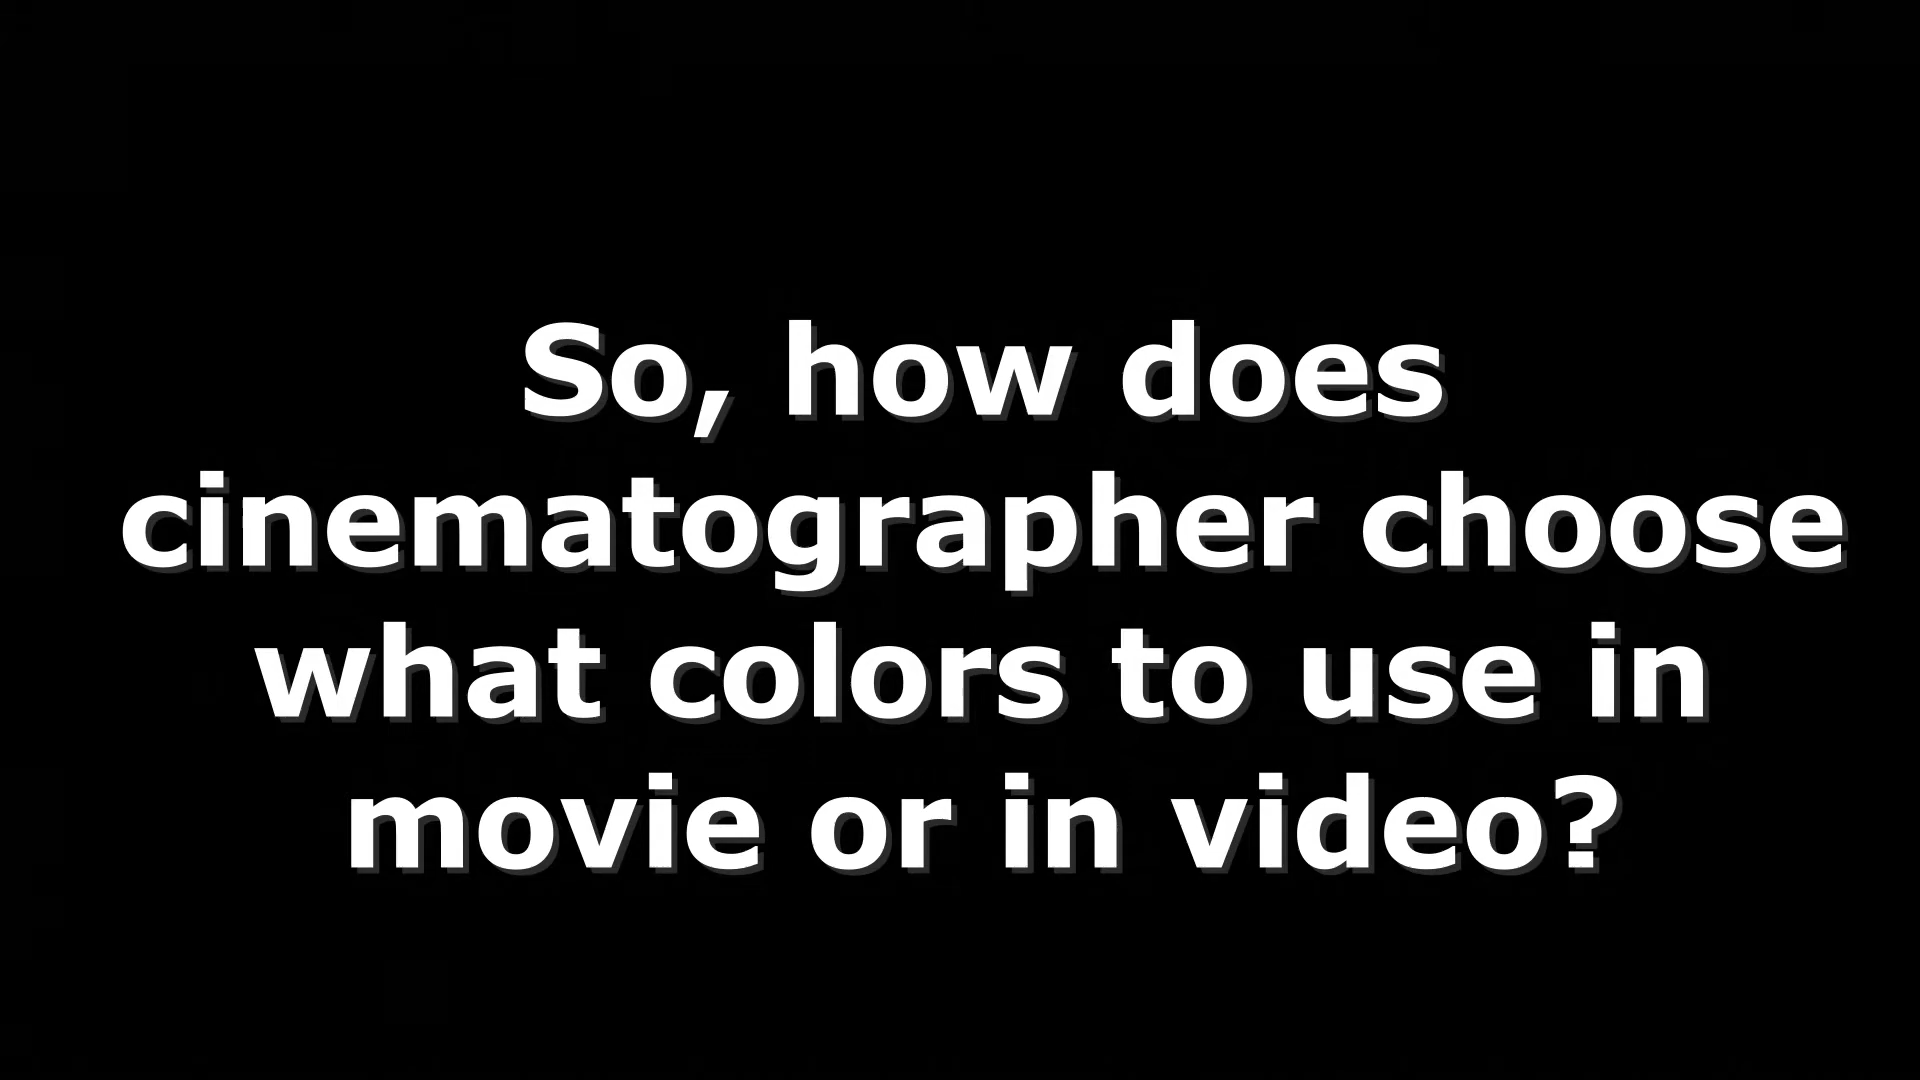 So, how does
cinematographer choose
what colors to use in
movie or in video?